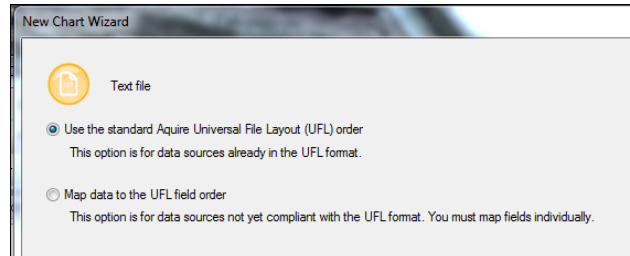 New Chart Wizard
Text file
Use the standard Aquire Universal File Layout (UFL) order
This option is for data sources already in the UFL format.
Map data to the UFL field order
This option is for data sources not yet compliant with the UFL format. You must map fields individually.